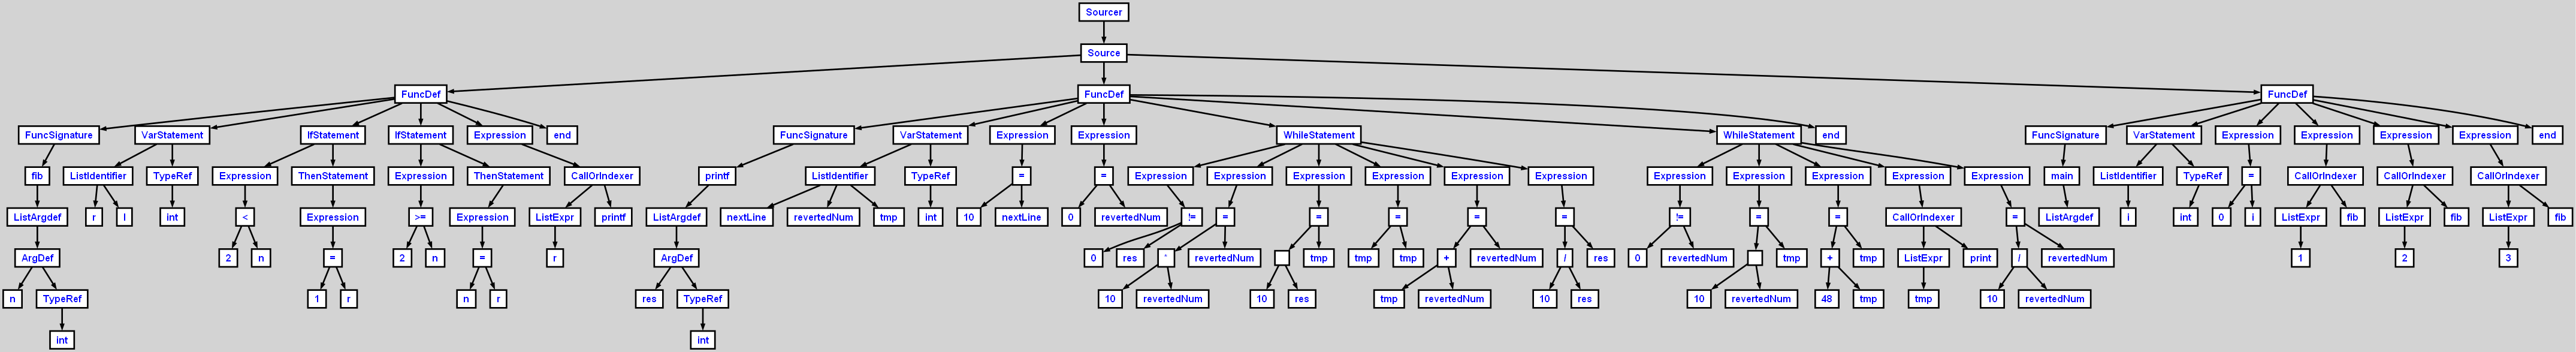 Sourcer
Source
FuncDef FuncDef FuncDef
FuncSignature VarStatement IfStatement IfStatement Expression end FuncSignature VarStatement Expression Expression WhileStatement WhileStatement end FuncSignature VarStatement Expression Expression Expression Expression end
fib ListIdentifier TypeRef Expression ThenStatement Expression ThenStatement CallOrIndexer printf ListIdentifier TypeRef = = Expression Expression Expression Expression Expression Expression Expression Expression Expression Expression Expression main ListIdentifier TypeRef = CallOrIndexer CallOrIndexer CallOrIndexer
ListArgdef r l int < Expression >= Expression ListExpr printf ListArgdef nextLine revertedNum tmp int 10 nextLine 0 revertedNum != = = = = = != = = CallOrIndexer = ListArgdef i int 0 i ListExpr fib ListExpr fib ListExpr fib
ArgDef 2 n = 2 n = r ArgDef 0 res * revertedNum tmp tmp tmp + revertedNum / res 0 revertedNum tmp + tmp ListExpr print / revertedNum 1 2 3
n TypeRef 1 r n r res TypeRef 10 revertedNum 10 res tmp revertedNum 10 res 10 revertedNum 48 tmp tmp 10 revertedNum
int int